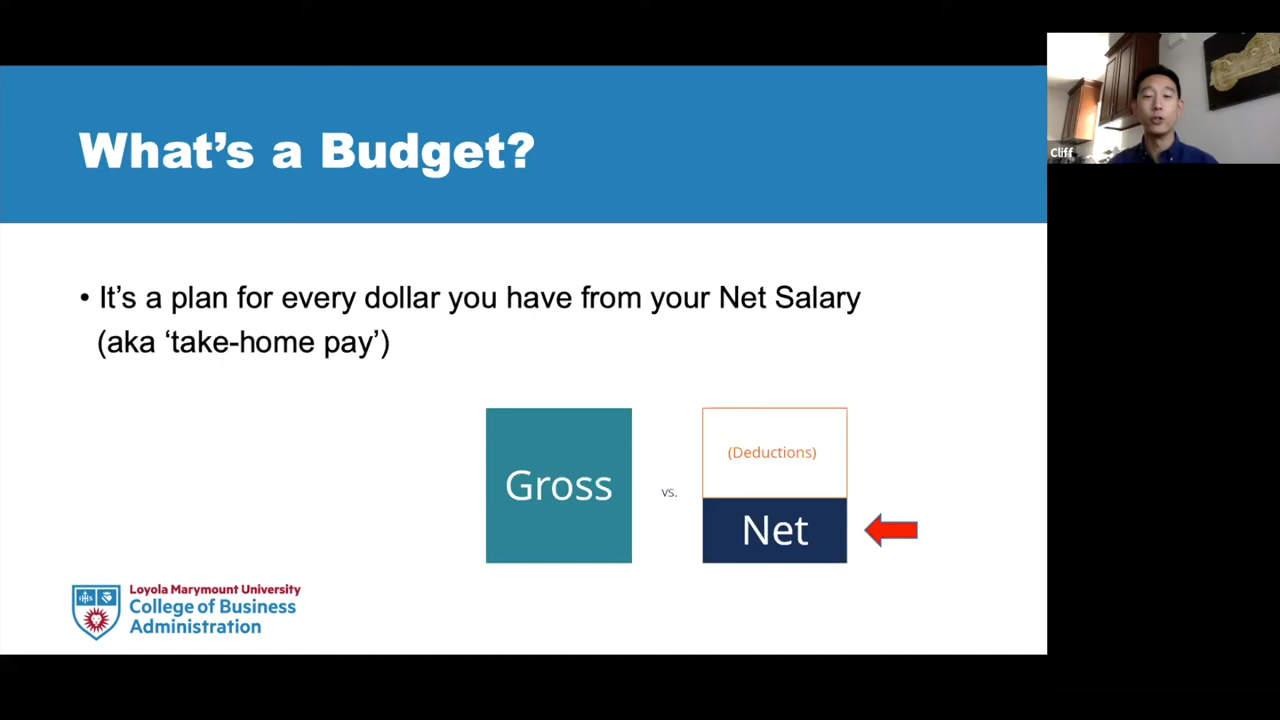 What's a Budget?
Cliff
• It's a plan for every dollar you have from your Net Salary
(aka ‘take-home pay’)
Gross
vs.
(Deductions)
Net
Loyola Marymount University
College of Business
Administration